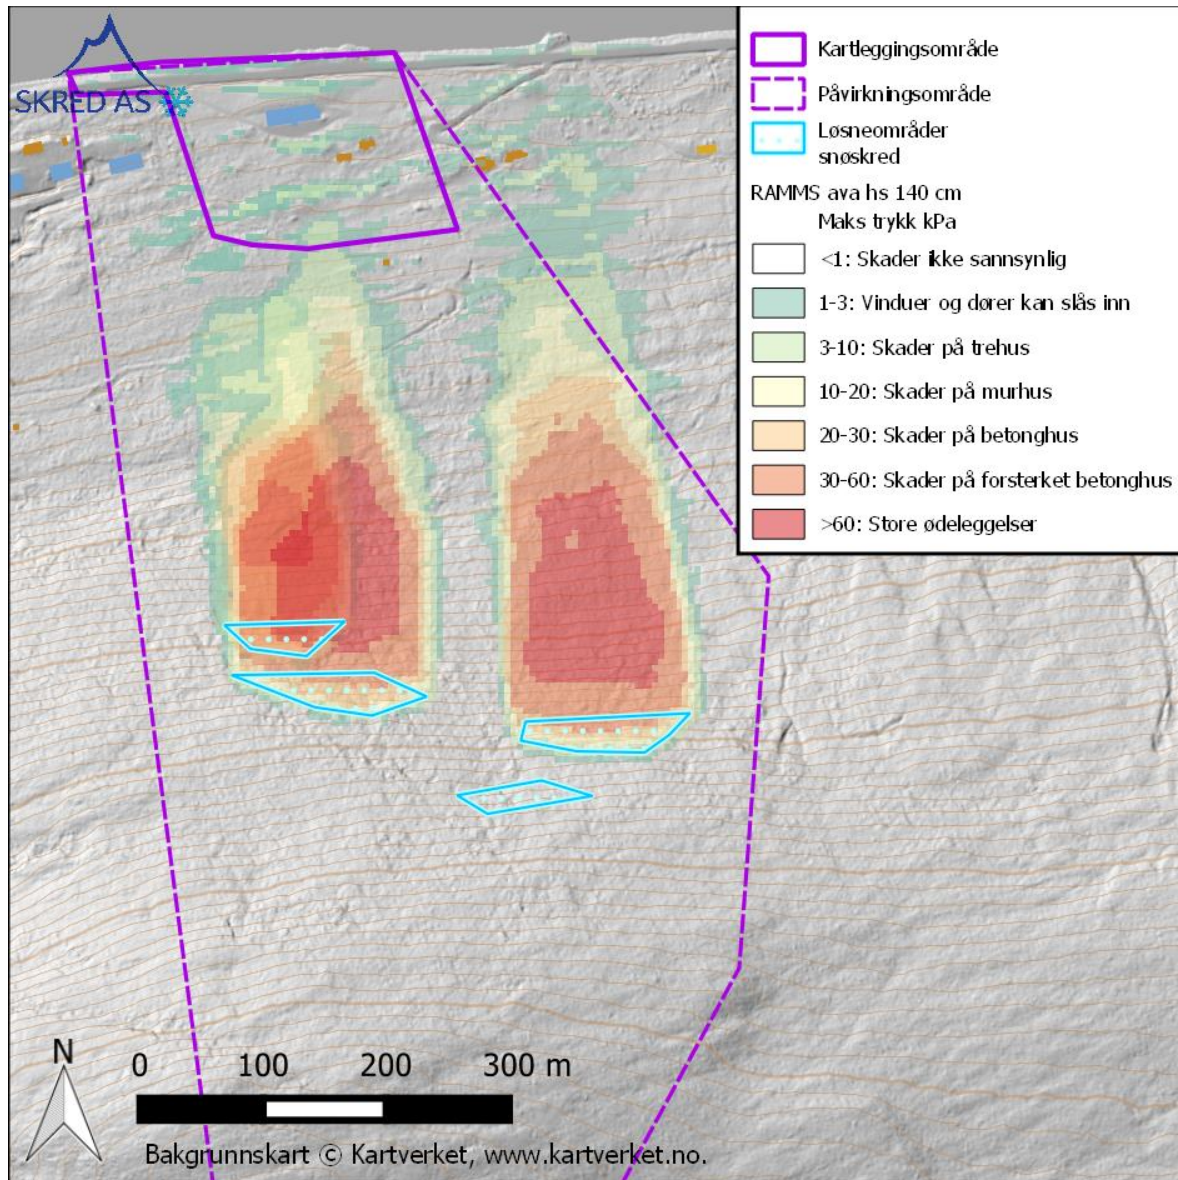 SKRED AS
Kartleggingsområde
Påvirkningsområde
Løsneområder
snøskred
RAMMS ava hs 140 cm
Maks trykk kPa
<1: Skader ikke sannsynlig
1-3: Vinduer og dører kan slås inn
3-10: Skader på trehus
10-20: Skader på murhus
20-30: Skader på betonghus
30-60: Skader på forsterket betonghus
>60: Store ødeleggelser
N
0 100 200 300 m
Bakgrunnskart © Kartverket, www.kartverket.no.